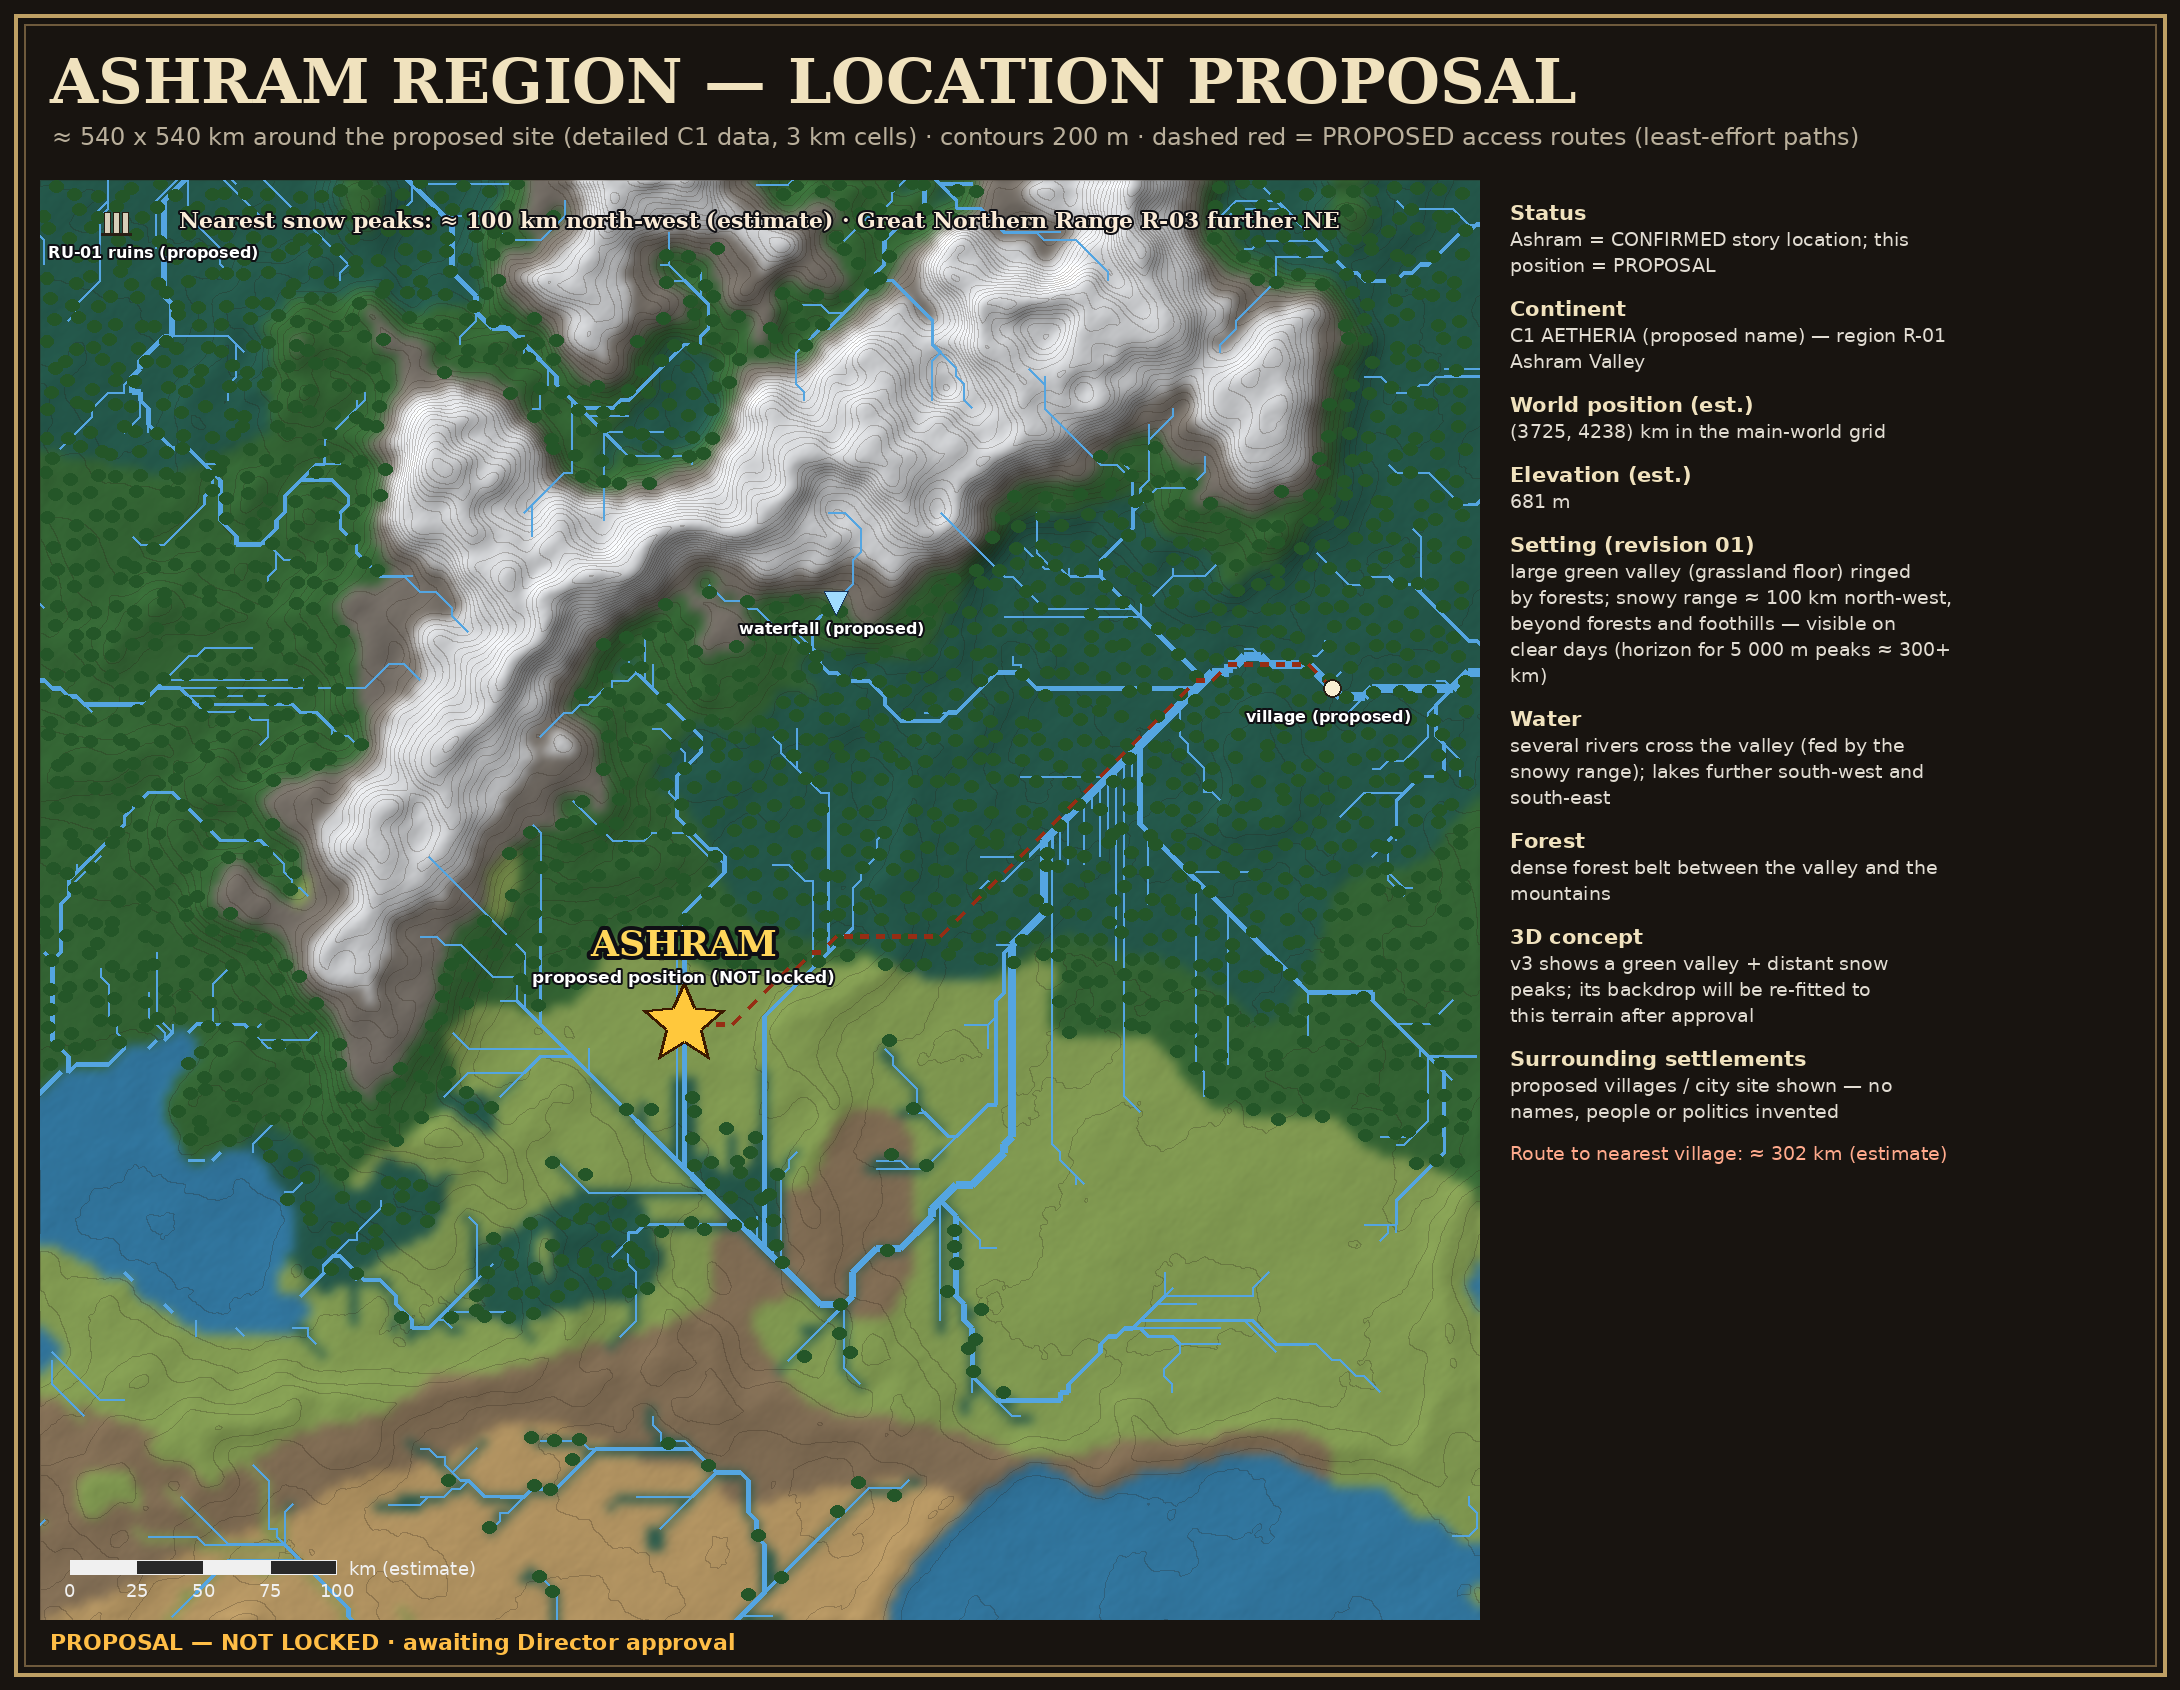 ASHRAM REGION — LOCATION PROPOSAL
≈ 540 x 540 km around the proposed site (detailed C1 data, 3 km cells) · contours 200 m · dashed red = PROPOSED access routes (least-effort paths)
Nearest snow peaks: ≈ 100 km north-west (estimate) · Great Northern Range R-03 further NE
RU-01 ruins (proposed)
waterfall (proposed)
village (proposed)
ASHRAM
proposed position (NOT locked)
km (estimate)
0 25 50 75 100
Status
Ashram = CONFIRMED story location; this
position = PROPOSAL
Continent
C1 AETHERIA (proposed name) — region R-01
Ashram Valley
World position (est.)
(3725, 4238) km in the main-world grid
Elevation (est.)
681 m
Setting (revision 01)
large green valley (grassland floor) ringed
by forests; snowy range ≈ 100 km north-west,
beyond forests and foothills — visible on
clear days (horizon for 5 000 m peaks ≈ 300+
km)
Water
several rivers cross the valley (fed by the
snowy range); lakes further south-west and
south-east
Forest
dense forest belt between the valley and the
mountains
3D concept
v3 shows a green valley + distant snow
peaks; its backdrop will be re-fitted to
this terrain after approval
Surrounding settlements
proposed villages / city site shown — no
names, people or politics invented
Route to nearest village: ≈ 302 km (estimate)
PROPOSAL — NOT LOCKED · awaiting Director approval